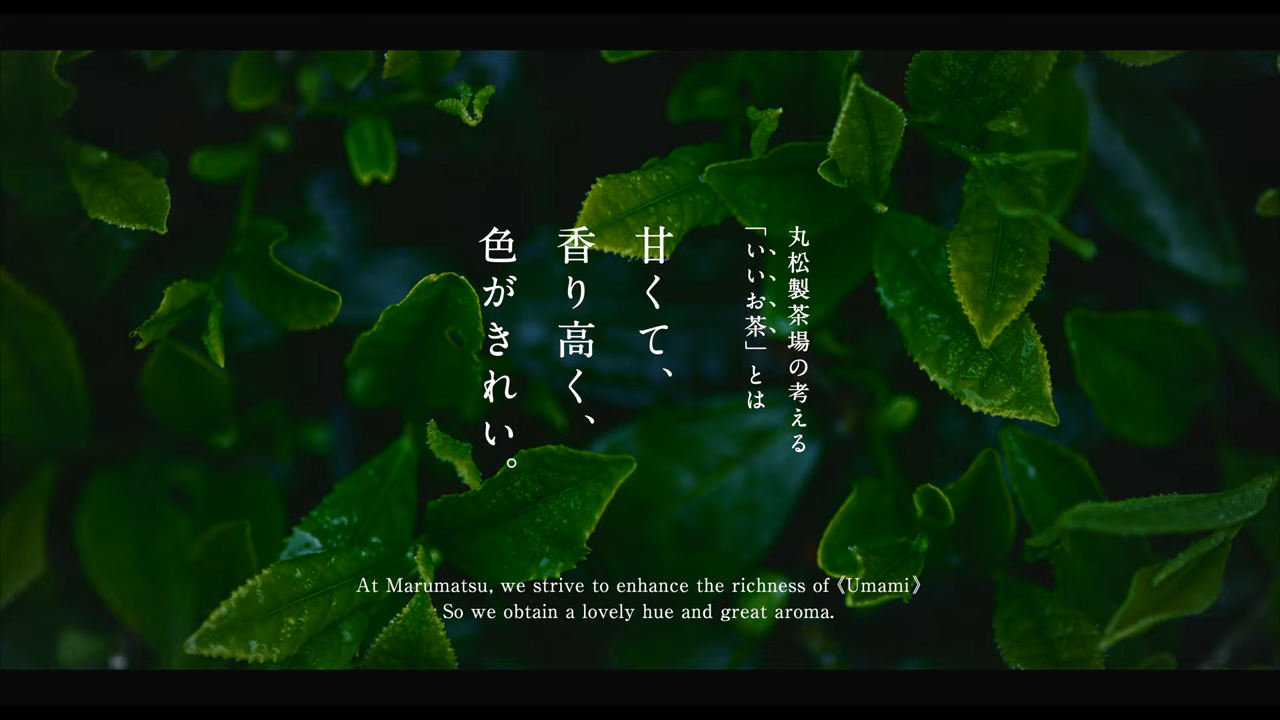 丸松製茶場の考える
「いいお茶」とは
甘くて、
香り高く、
色がきれい。
At Marumatsu, we strive to enhance the richness of《Umami》
So we obtain a lovely hue and great aroma.